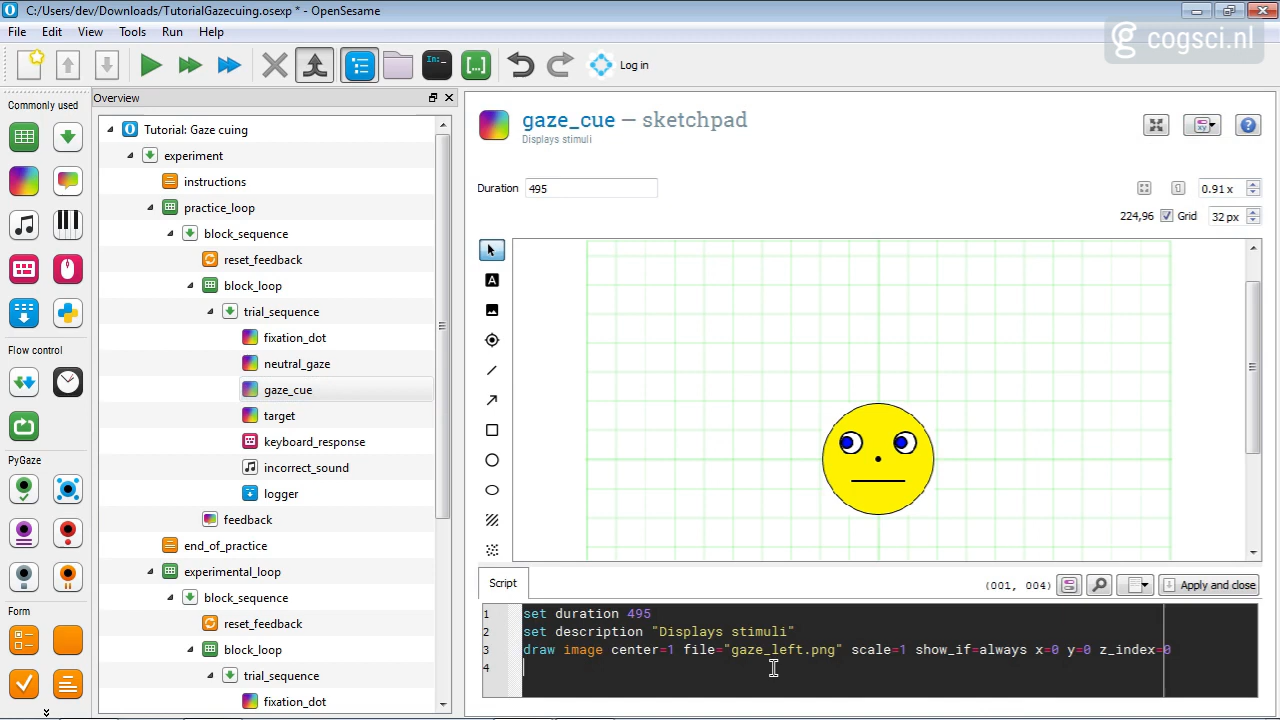 C:/Users/dev/Downloads/TutorialGazecuing.osexp * - OpenSesame
File Edit View Tools Run Help
cogsci.nl
In:_
Log in
Commonly used
Overview
Tutorial: Gaze cuing
experiment
instructions
practice_loop
block_sequence
reset_feedback
block_loop
trial_sequence
fixation_dot
neutral_gaze
gaze_cue
target
keyboard_response
incorrect_sound
logger
feedback
end_of_practice
experimental_loop
block_sequence
reset_feedback
block_loop
trial_sequence
fixation_dot
Flow control
PyGaze
Form
gaze_cue — sketchpad
Displays stimuli
xy
Duration 495
0.91 x
224,96 Grid 32 px
A
Script
(001, 004)
Apply and close
1 set duration 495
2 set description "Displays stimuli"
3 draw image center=1 file="gaze_left.png" scale=1 show_if=always x=0 y=0 z_index=0
4